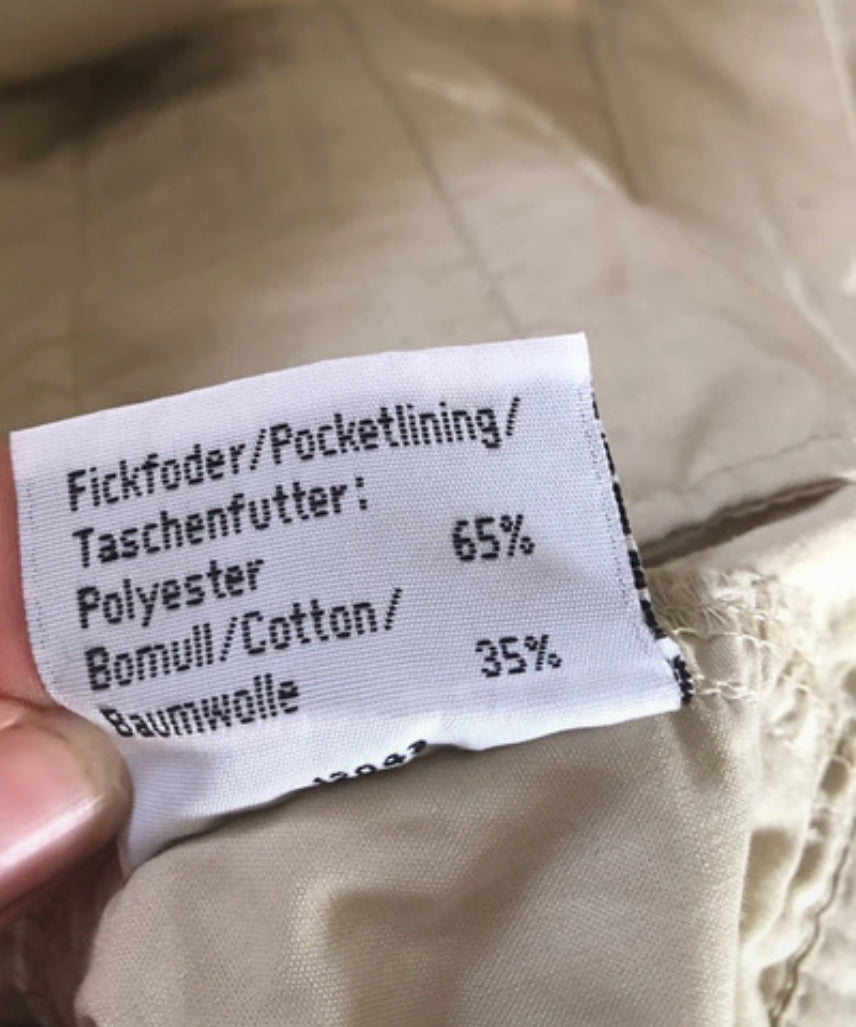 Fickfoder/Pocketlining/
Taschenfutter:
Polyester 65%
Bomull/Cotton/
Baumwolle 35%